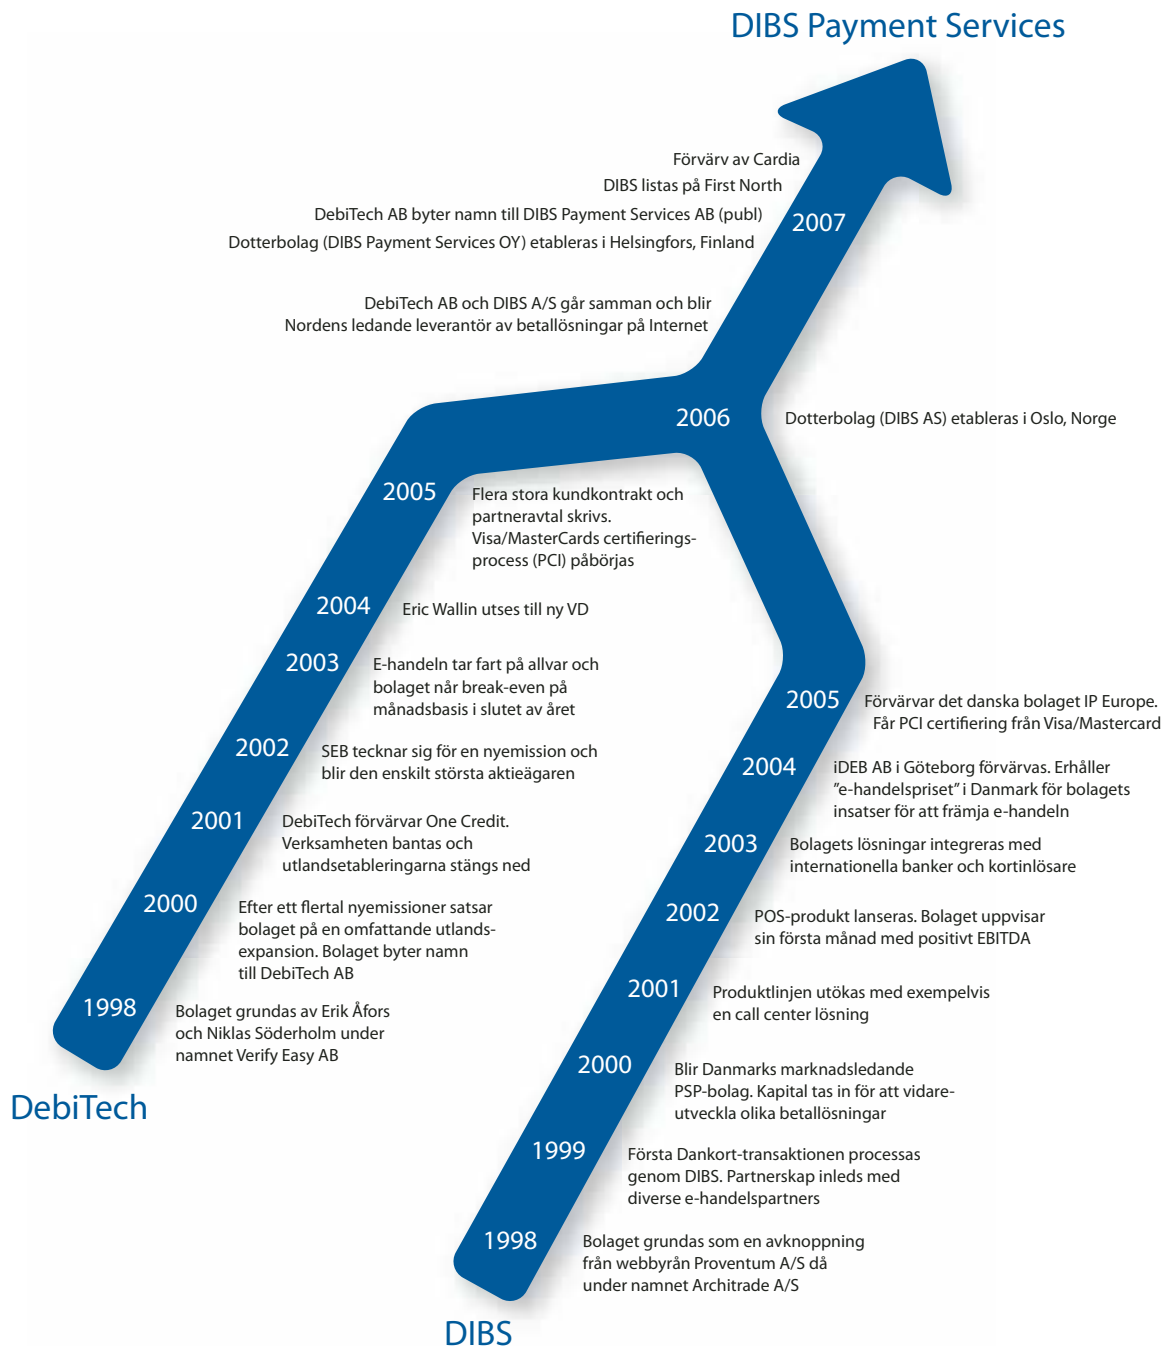 DIBS Payment Services
Förvärv av Cardia
DIBS listas på First North
DebiTech AB byter namn till DIBS Payment Services AB (publ)
2007
Dotterbolag (DIBS Payment Services OY) etableras i Helsingfors, Finland
DebiTech AB och DIBS A/S går samman och blir
Nordens ledande leverantör av betallösningar på Internet
2006
Dotterbolag (DIBS AS) etableras i Oslo, Norge
2005
Flera stora kundkontrakt och
partneravtal skrivs.
Visa/MasterCards certifierings-
process (PCI) påbörjas
2004
Eric Wallin utses till ny VD
2003
E-handeln tar fart på allvar och
bolaget når break-even på
månadsbasis i slutet av året
2002
SEB tecknar sig för en nyemission och
blir den enskilt största aktieägaren
2001
DebiTech förvärvar One Credit.
Verksamheten bantas och
utlandsetableringarna stängs ned
2000
Efter ett flertal nyemissioner satsar
bolaget på en omfattande utlands-
expansion. Bolaget byter namn
till DebiTech AB
1998
Bolaget grundas av Erik Åfors
och Niklas Söderholm under
namnet Verify Easy AB
DebiTech
2005
Förvärvar det danska bolaget IP Europe.
Får PCI certifiering från Visa/Mastercard
2004
iDEB AB i Göteborg förvärvas. Erhåller
”e-handelspriset” i Danmark för bolagets
insatser för att främja e-handeln
2003
Bolagets lösningar integreras med
internationella banker och kortinlösare
2002
POS-produkt lanseras. Bolaget uppvisar
sin första månad med positivt EBITDA
2001
Produktlinjen utökas med exempelvis
en call center lösning
2000
Blir Danmarks marknadsledande
PSP-bolag. Kapital tas in för att vidare-
utveckla olika betallösningar
1999
Första Dankort-transaktionen processas
genom DIBS. Partnerskap inleds med
diverse e-handelspartners
1998
Bolaget grundas som en avknoppning
från webbyrån Proventum A/S då
under namnet Architrade A/S
DIBS